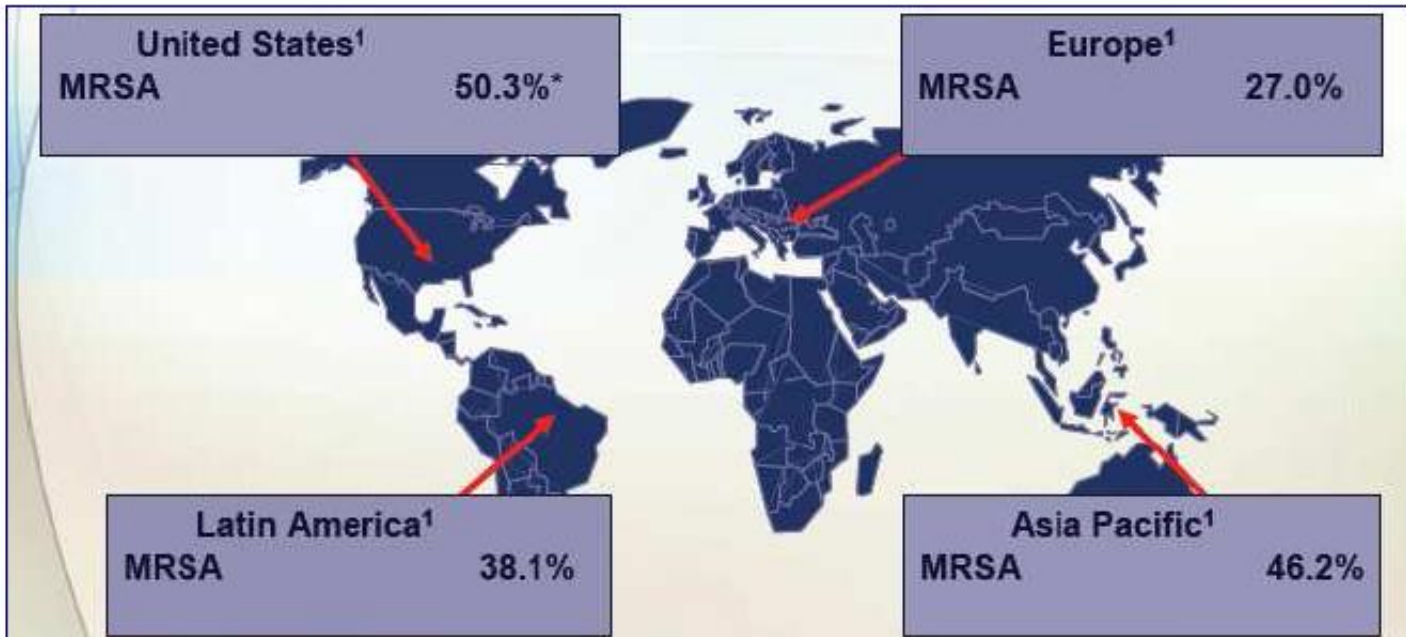 United States¹
MRSA 50.3%*
Europe¹
MRSA 27.0%
Latin America¹
MRSA 38.1%
Asia Pacific¹
MRSA 46.2%